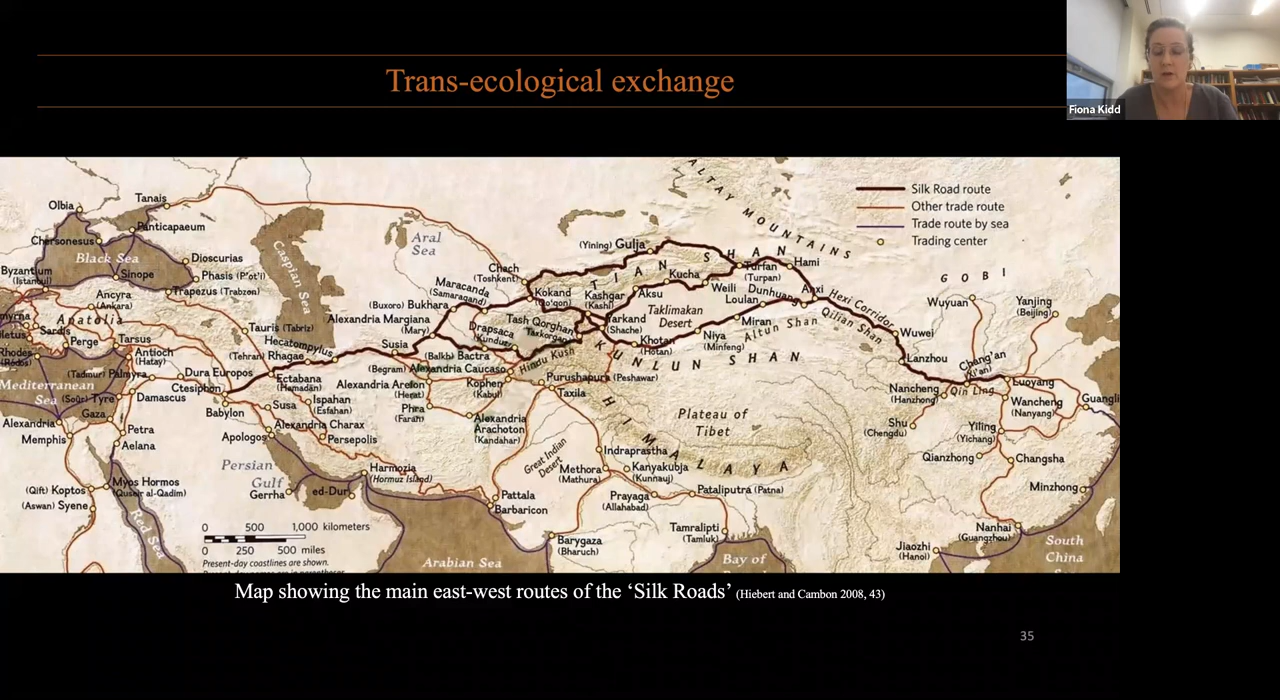 Trans-ecological exchange
Fiona Kidd
ALTAY MOUNTAINS
Silk Road route
Other trade route
Trade route by sea
Trading center
Olbia
Tanais
Panticapaeum
Chersonesus
Black Sea
Dioscurias
Sinope
Phasis (P'ot'i)
Trapezus (Trabzon)
Byzantium
(Istanbul)
Caspian Sea
Aral
Sea
(Yining) Gulja
TIAN SHAN
Turfan
(Turpan)
Hami
GOBI
Chach
(Toshkent)
Kucha
Weili
Maracanda
(Samarqand)
Kokand
(Qo'qon)
Kashgar
(Kashi)
Aksu
Loulan
Dunhuang
Anxi
Hexi Corridor
Wuyuan
Yanjing
(Beijing)
Ancyra
(Ankara)
(Buxoro) Bukhara
Taklimakan
Desert
Miran
Qilian Shan
Anatolia
Alexandria Margiana
(Mary)
Tash Qorghan
Yarkand
(Shache)
Altun Shan
myrna
Sardis
Tauris (Tabriz)
Drapsaca
(Kunduz)
Khotan
(Hotan)
Niya
(Minfeng)
Wuwei
Perge
Tarsus
Hecatompylus
Susia
Rhodes
Antioch
(Hatay)
(Tehran) Rhagae
(Balkh) Bactra
Hindu Kush
KUNLUN SHAN
Lanzhou
Chang'an
(Xi'an)
(Tadmur) Palmyra
Dura Europos
(Begram) Alexandria Caucaso
Mediterranean
Sea
Ctesiphon
Ectabana
(Hamadan)
Alexandria Areion
(Herat)
Kophen
(Kabul)
Purushapura (Peshawar)
Taxila
Nancheng
(Hanzhong)
Qin Ling
Luoyang
(Soûr) Tyre
Damascus
Babylon
Susa
Ispahan
(Esfahan)
Phra
(Farah)
Wancheng
(Nanyang)
Guangli
Gaza
Alexandria
Petra
Alexandria Charax
Alexandria
Arachoton
(Kandahar)
HIMALAYA
Plateau of
Tibet
Shu
(Chengdu)
Yiling
(Yichang)
Memphis
Aelana
Apologos
Persepolis
Great Indian
Desert
Indraprastha
Qianzhong
Changsha
Persian
Gulf
Harmozia
(Hormuz Island)
Methora
(Mathura)
Kanyakubja
(Kunnauj)
(Qift) Koptos
Myos Hormos
(Quseir al-Qadim)
Gerrha
ed-Dur
Pattala
Prayaga
(Allahabad)
Pataliputra (Patna)
Minzhong
(Aswan) Syene
Red Sea
Barbaricon
0 500 1,000 kilometers
0 250 500 miles
Present-day coastlines are shown.
Tamralipti
(Tamluk)
Nanhai
(Guangzhou)
Barygaza
(Bharuch)
Jiaozhi
(Hanoi)
South
China
Arabian Sea
Bay of
Map showing the main east-west routes of the ‘Silk Roads’ (Hiebert and Cambon 2008, 43)
35